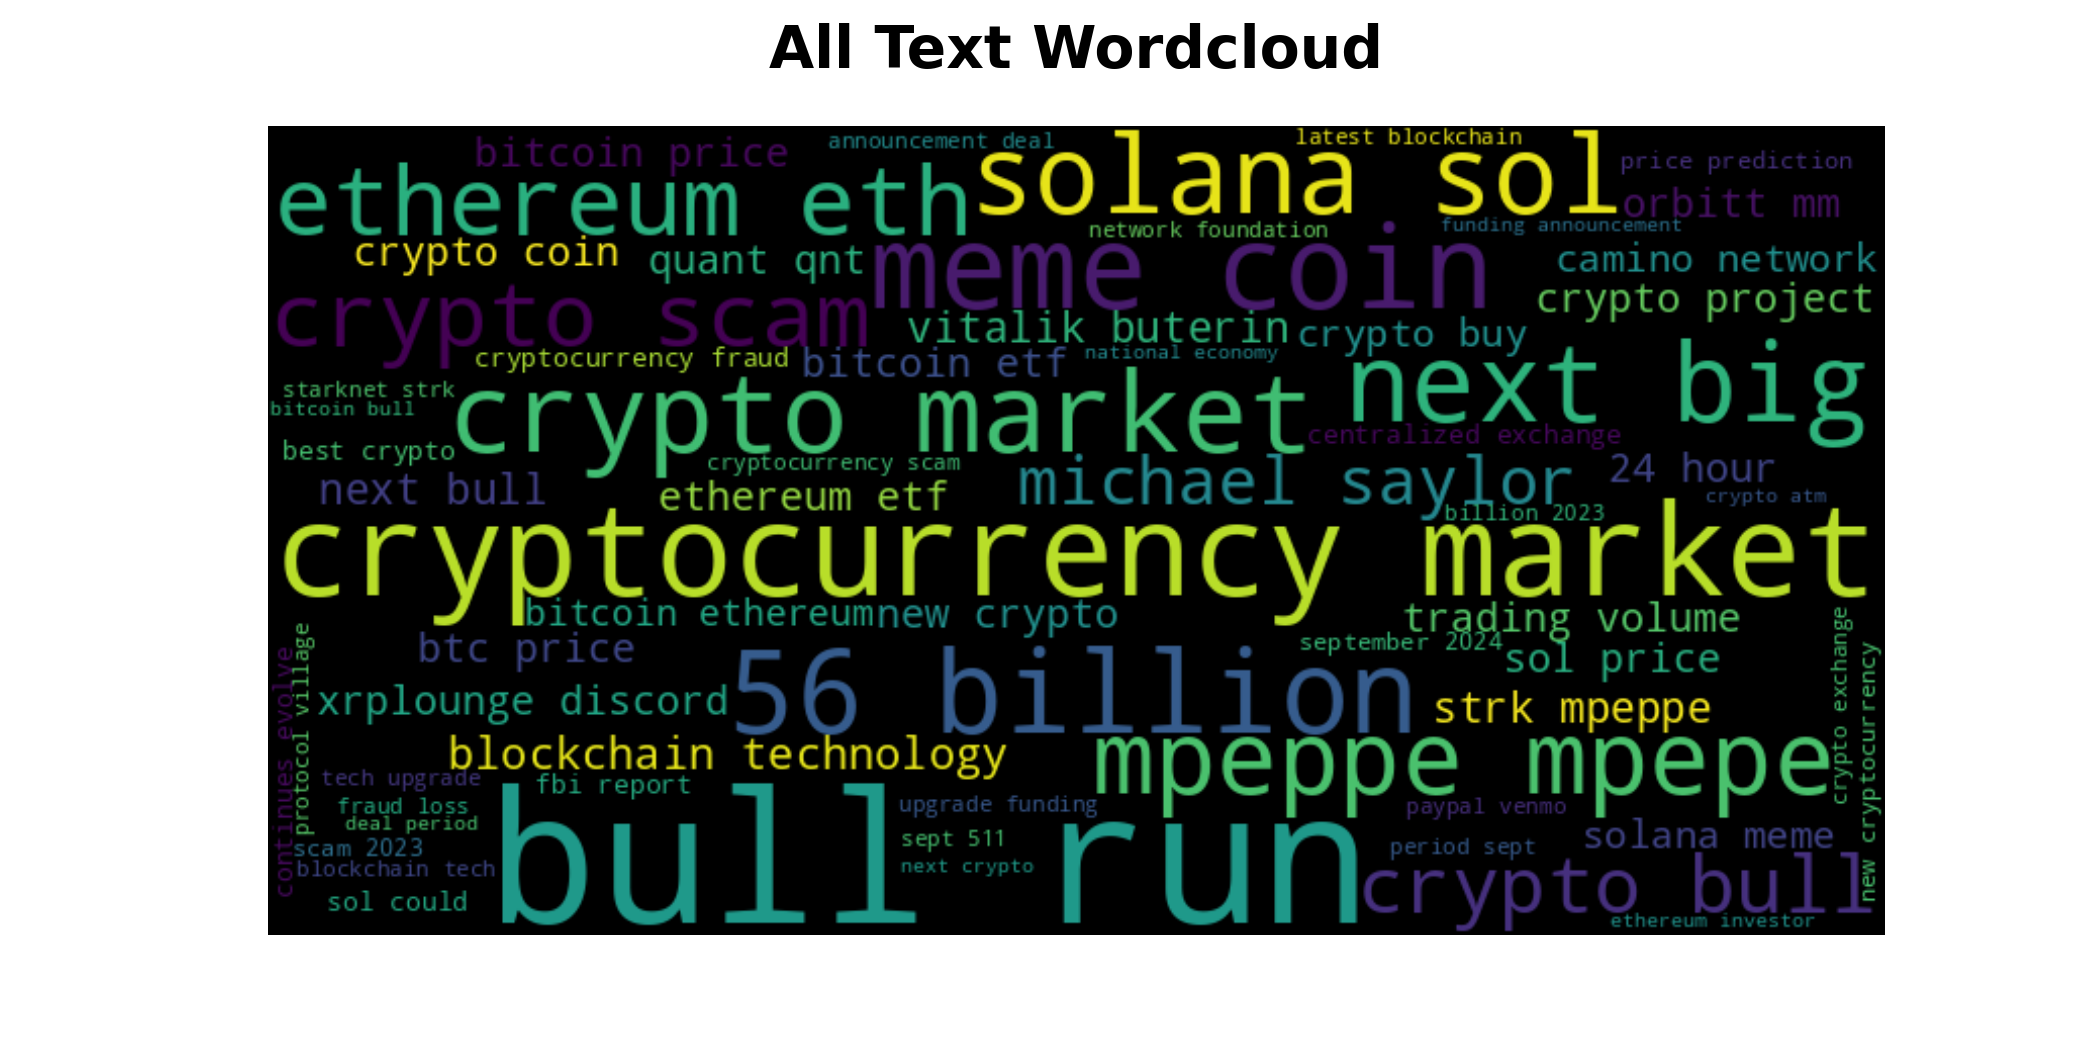 All Text Wordcloud
bitcoin price
announcement deal
latest blockchain
solana sol
price prediction
ethereum eth
orbitt mm
network foundation
funding announcement
crypto coin
quant qnt
meme coin
camino network
crypto project
crypto scam
vitalik buterin
crypto buy
cryptocurrency fraud
bitcoin etf
national economy
next big
starknet strk
bitcoin bull
crypto market
centralized exchange
best crypto
cryptocurrency scam
michael saylor
24 hour
next bull
ethereum etf
crypto atm
billion 2023
cryptocurrency market
bitcoin ethereum
new crypto
trading volume
btc price
september 2024
sol price
56 billion
xrplounge discord
strk mpeppe
blockchain technology
mpeppe mpepe
continues evolve
protocol village
crypto exchange
new cryptocurrency
tech upgrade
fbi report
fraud loss
upgrade funding
paypal venmo
deal period
sept 511
solana meme
scam 2023
period sept
blockchain tech
next crypto
bull run
crypto bull
sol could
ethereum investor